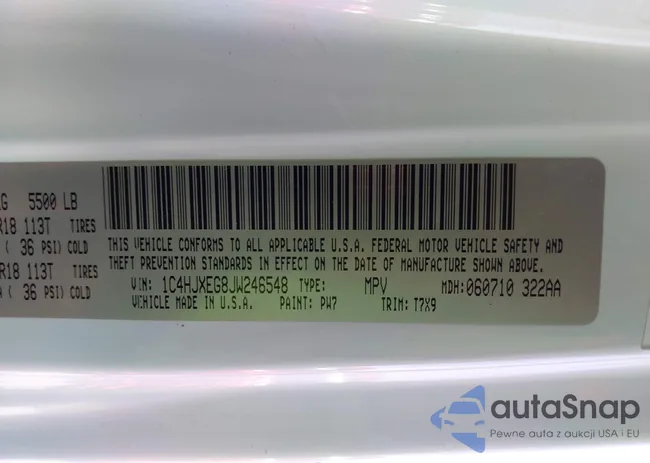 G 5500 LB
R18 113T TIRES
( 36 PSI) COLD
R18 113T TIRES
( 36 PSI) COLD
THIS VEHICLE CONFORMS TO ALL APPLICABLE U.S.A. FEDERAL MOTOR VEHICLE SAFETY AND
THEFT PREVENTION STANDARDS IN EFFECT ON THE DATE OF MANUFACTURE SHOWN ABOVE.
VIN: 1C4HJXEG8JW246548 TYPE: MPV MDH: 060710 322AA
VEHICLE MADE IN U.S.A. PAINT: PW7 TRIM: T7X9
autaSnap
Pewne auta z aukcji USA i EU